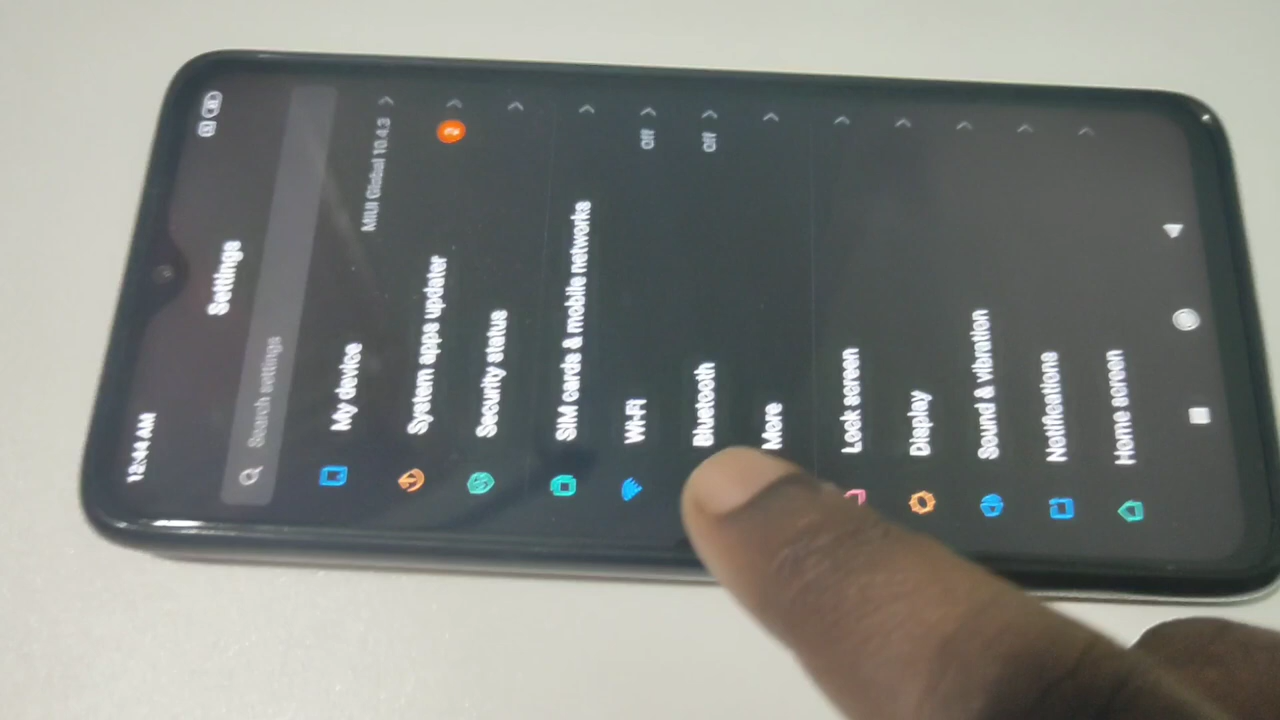 12:44 AM
Settings
Search settings
My device MIUI Global 10.4.3
System apps updater 2
Security status
SIM cards & mobile networks
Wi-Fi Off
Bluetooth Off
More
Lock screen
Display
Sound & vibration
Notifications
Home screen